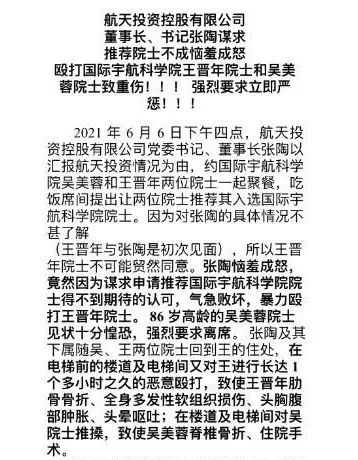 航天投资控股有限公司
董事长、书记张陶谋求
推荐院士不成恼羞成怒
殴打国际宇航科学院王晋年院士和吴美
蓉院士致重伤！！！ 强烈要求立即严
惩！！！
2021 年 6 月 6 日下午四点，航天投
资控股有限公司党委书记、董事长张陶以
汇报航天投资情况为由，约国际宇航科学
院吴美蓉和王晋年两位院士一起聚餐，吃
饭席间提出让两位院士推荐其入选国际宇
航科学院院士。因为对张陶的具体情况不
甚了解
（王晋年与张陶是初次见面），所以王晋
年院士不可能贸然同意。张陶恼羞成怒，
竟然因为谋求申请推荐国际宇航科学院院
士得不到期待的认可，气急败坏，暴力殴
打王晋年院士。86 岁高龄的吴美蓉院士
见状十分惶恐，强烈要求离席。张陶及其
下属随吴、王两位院士回到王的住处，在
电梯前的楼道及电梯间又对王进行长达 1
个多小时之久的恶意殴打，致使王晋年肋
骨骨折、全身多发性软组织损伤、头胸腹
部肿胀、头晕呕吐；在楼道及电梯间对吴
院士推搡，致使吴美蓉脊椎骨折、住院手
术。